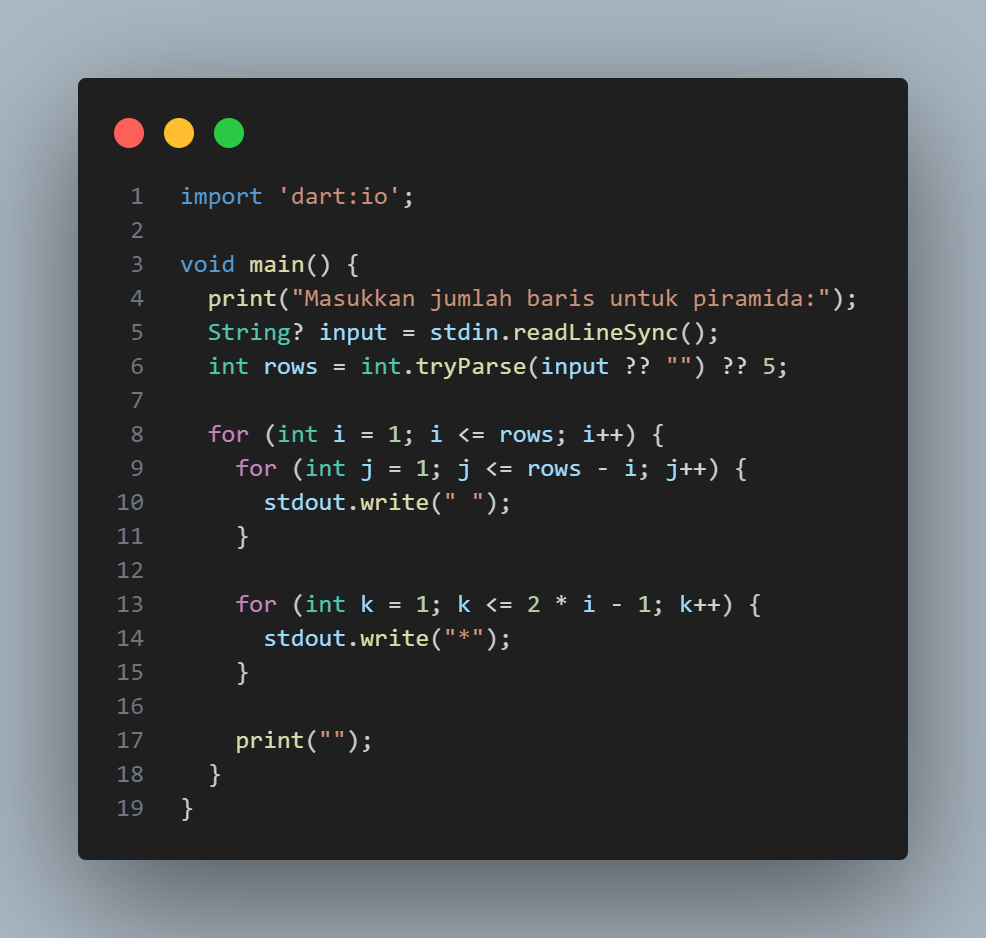 1 import 'dart:io';
2
3 void main() {
4   print("Masukkan jumlah baris untuk piramida:");
5   String? input = stdin.readLineSync();
6   int rows = int.tryParse(input ?? "") ?? 5;
7
8   for (int i = 1; i <= rows; i++) {
9     for (int j = 1; j <= rows - i; j++) {
10       stdout.write(" ");
11     }
12
13     for (int k = 1; k <= 2 * i - 1; k++) {
14       stdout.write("*");
15     }
16
17     print("");
18   }
19 }